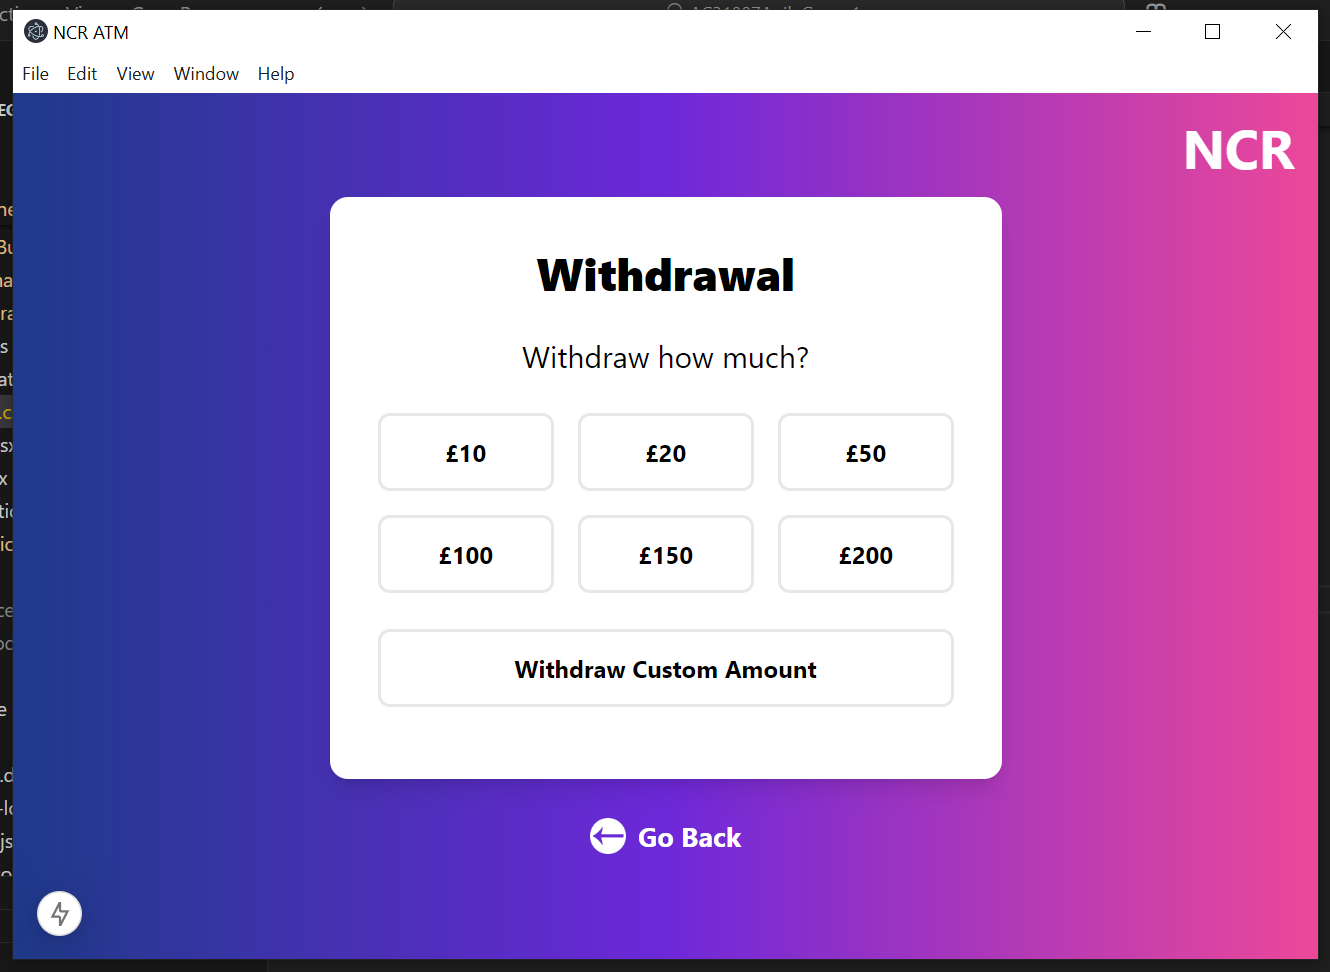 NCR ATM
File Edit View Window Help
NCR
Withdrawal
Withdraw how much?
£10 £20 £50
£100 £150 £200
Withdraw Custom Amount
Go Back